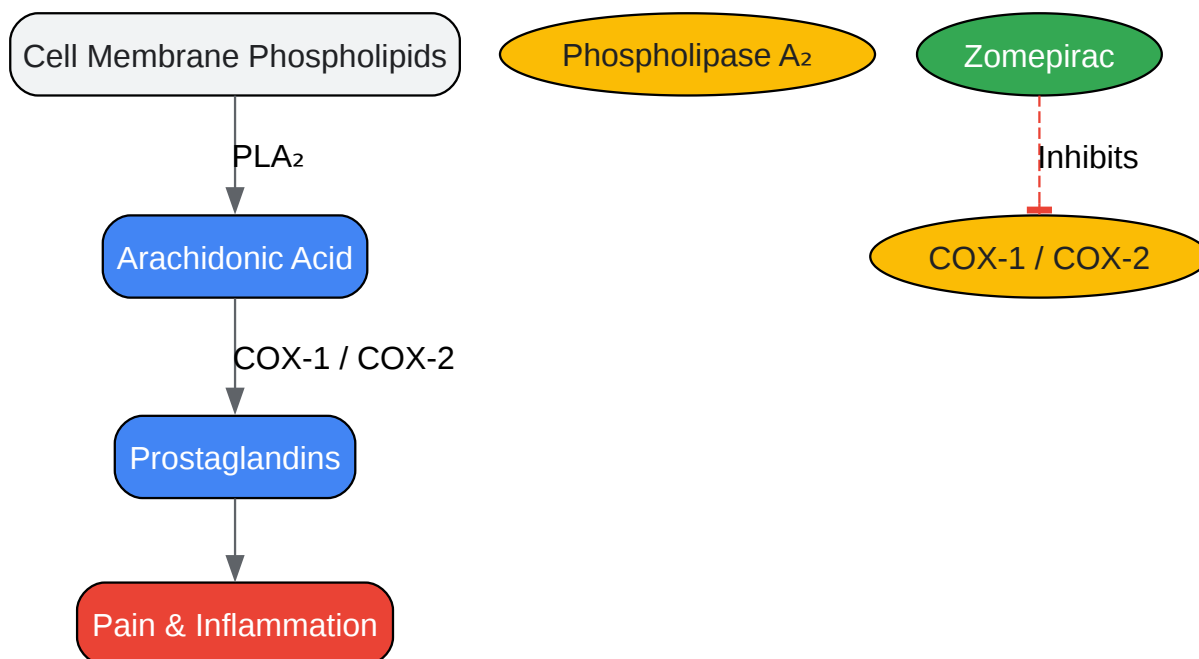 Cell Membrane Phospholipids
Phospholipase A₂
Zomepirac
PLA₂
Inhibits
Arachidonic Acid
COX-1 / COX-2
COX-1 / COX-2
Prostaglandins
Pain & Inflammation